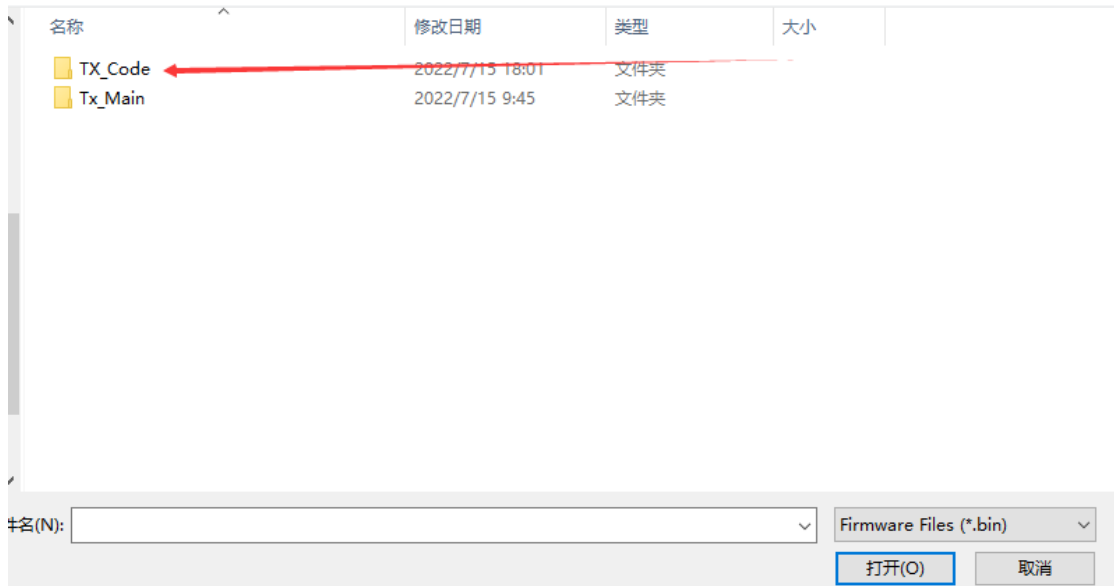 名称 修改日期 类型 大小
TX_Code 2022/7/15 18:01 文件夹
Tx_Main 2022/7/15 9:45 文件夹
件名(N): Firmware Files (*.bin)
打开(O) 取消